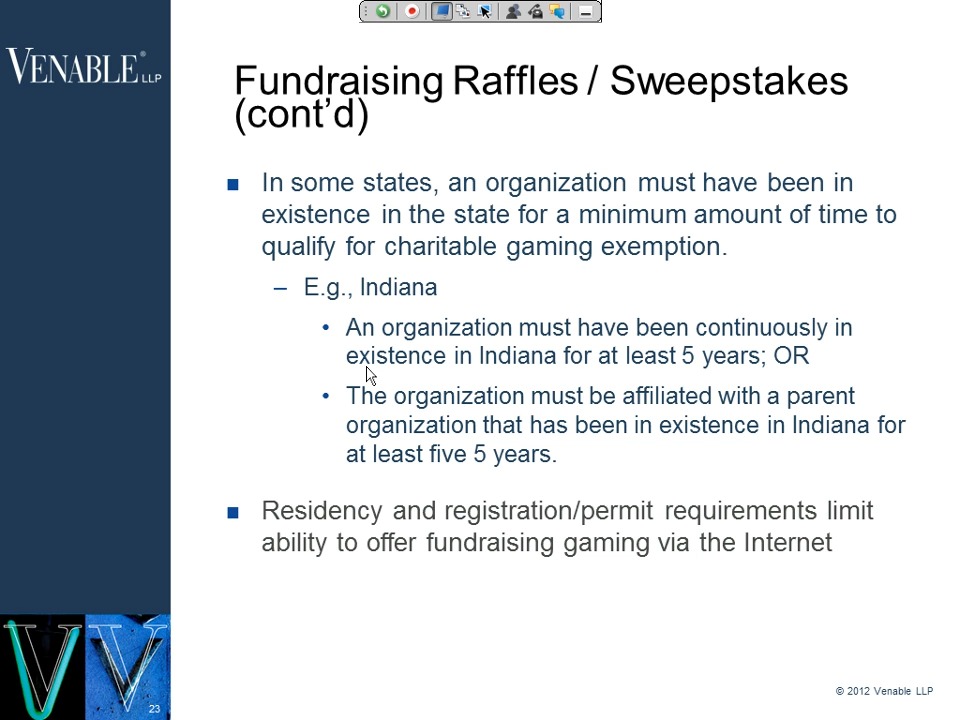 VENABLE® LLP
Fundraising Raffles / Sweepstakes
(cont’d)
■ In some states, an organization must have been in
existence in the state for a minimum amount of time to
qualify for charitable gaming exemption.
– E.g., Indiana
• An organization must have been continuously in
existence in Indiana for at least 5 years; OR
• The organization must be affiliated with a parent
organization that has been in existence in Indiana for
at least five 5 years.
■ Residency and registration/permit requirements limit
ability to offer fundraising gaming via the Internet
V V
23
© 2012 Venable LLP